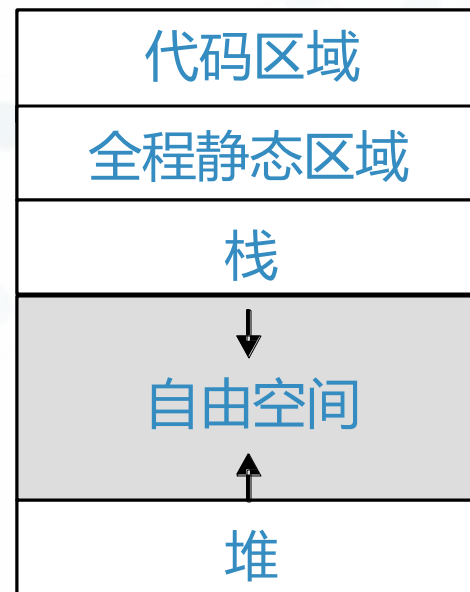 代码区域
全程静态区域
栈
自由空间
堆